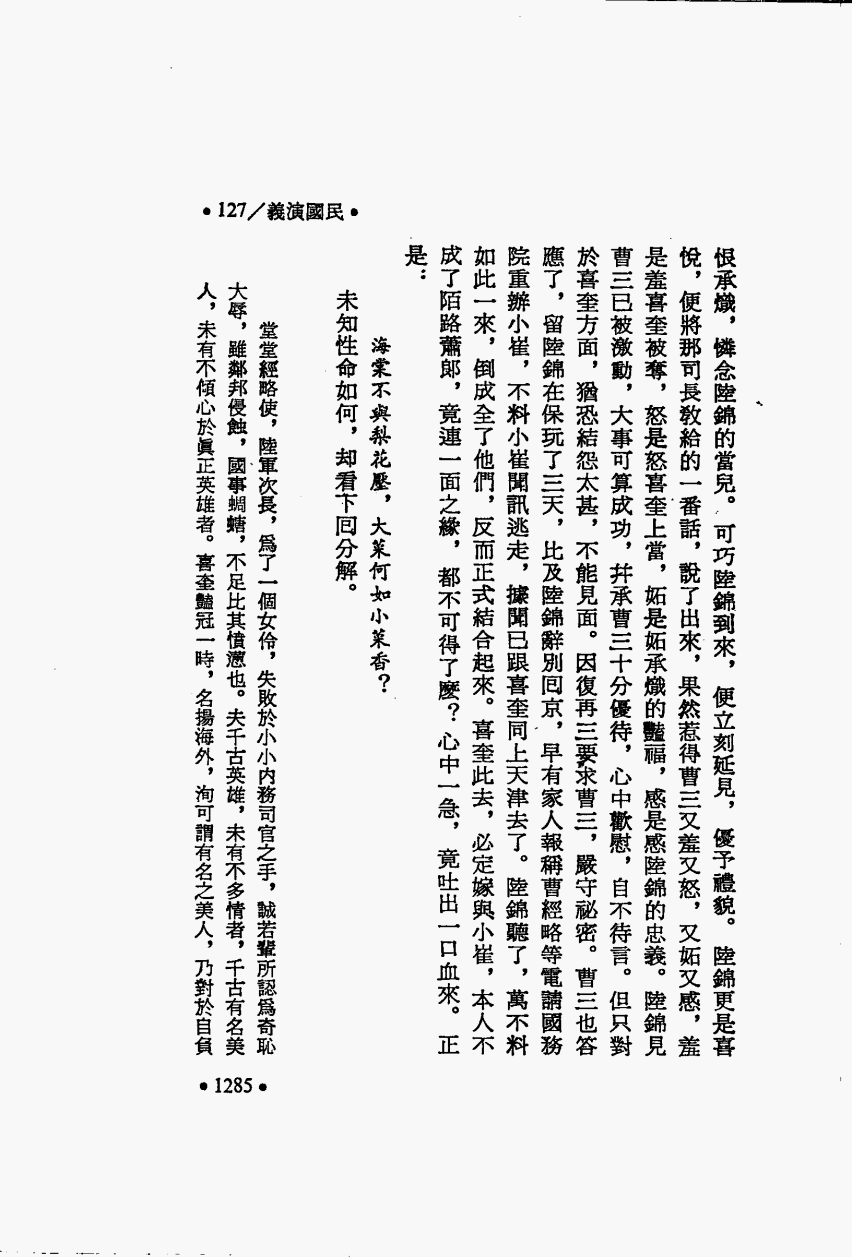 •127／義演國民•
恨承熾，憐念陸錦的當兒。可巧陸錦到來，便立刻延見，優予禮貌。陸錦更是喜
悅，便將那司長教給的一番話，說了出來，果然惹得曹三又羞又怒，又妬又感，羞
是羞喜奎被奪，怒是怒喜奎上當，妬是妬承熾的豔福，感是感陸錦的忠義。陸錦見
曹三已被激動，大事可算成功，幷承曹三十分優待，心中歡慰，自不待言。但只對
於喜奎方面，猶恐結怨太甚，不能見面。因復再三要求曹三，嚴守祕密。曹三也答
應了，留陸錦在保玩了三天，比及陸錦辭別回京，早有家人報稱曹經略等電請國務
院重辦小崔，不料小崔聞訊逃走，據聞已跟喜奎同上天津去了。陸錦聽了，萬不料
如此一來，倒成全了他們，反而正式結合起來。喜奎此去，必定嫁與小崔，本人不
成了陌路蕭郎，竟連一面之緣，都不可得了麼？心中一急，竟吐出一口血來。正
是：
海棠不與梨花壓，大菜何如小菜香？
未知性命如何，却看下回分解。
堂堂經略使，陸軍次長，爲了一個女伶，失敗於小小内務司官之手，誠若輩所認爲奇恥
大辱，雖鄰邦侵蝕，國事蜩螗，不足比其憤懣也。夫千古英雄，未有不多情者，千古有名美
人，未有不傾心於眞正英雄者。喜奎豔冠一時，名揚海外，洵可謂有名之美人，乃對於自負
•1285•